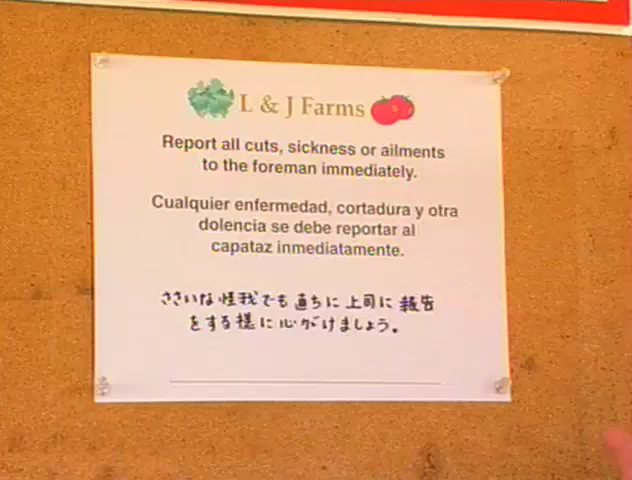 L & J Farms
Report all cuts, sickness or ailments
to the foreman immediately.
Cualquier enfermedad, cortadura y otra
dolencia se debe reportar al
capataz inmediatamente.
ささいな怪我でも直ちに上司に報告
をする様に心がけましょう。